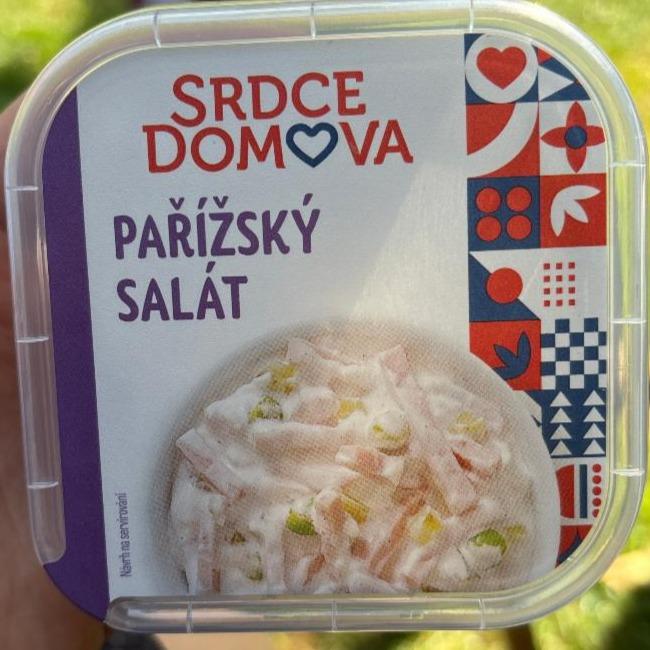 SRDCE
DOMOVA
PAŘÍŽSKÝ
SALÁT
Návrh na servírování